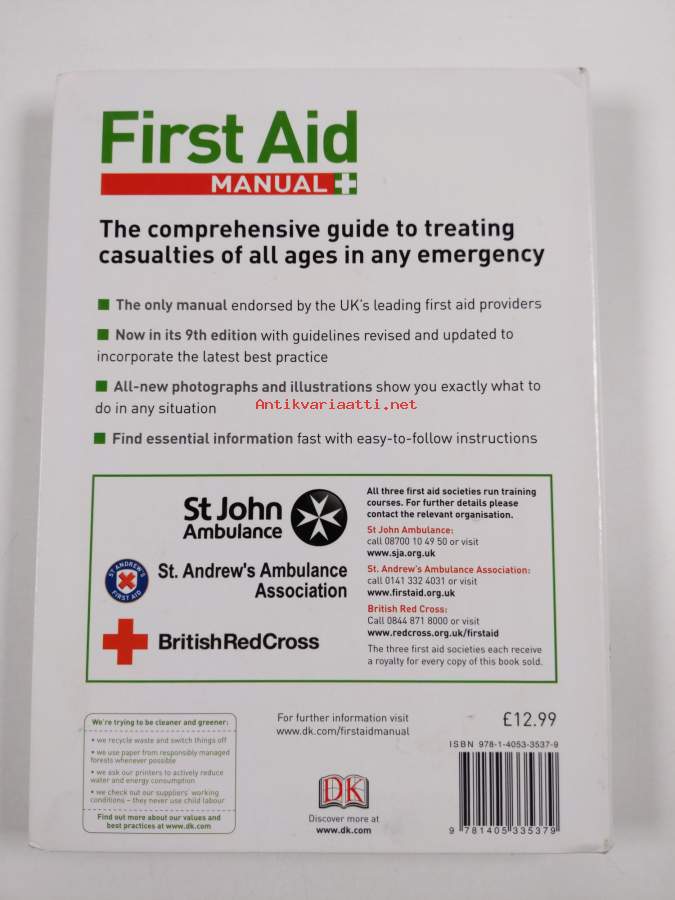 First Aid
MANUAL
The comprehensive guide to treating
casualties of all ages in any emergency
The only manual endorsed by the UK's leading first aid providers
Now in its 9th edition with guidelines revised and updated to
incorporate the latest best practice
All-new photographs and illustrations show you exactly what to
do in any situation
Antikvariaatti.net
Find essential information fast with easy-to-follow instructions
St John
Ambulance
ST ANDREW'S
FIRST AID
St. Andrew's Ambulance
Association
BritishRedCross
All three first aid societies run training
courses. For further details please
contact the relevant organisation.
St John Ambulance:
call 08700 10 49 50 or visit
www.sja.org.uk
St. Andrew's Ambulance Association:
call 0141 332 4031 or visit
www.firstaid.org.uk
British Red Cross:
Call 0844 871 8000 or visit
www.redcross.org.uk/firstaid
The three first aid societies each receive
a royalty for every copy of this book sold.
We're trying to be cleaner and greener:
• we recycle waste and switch things off
• we use paper from responsibly managed
forests whenever possible
• we ask our printers to actively reduce
water and energy consumption
• we check out our suppliers' working
conditions – they never use child labour
Find out more about our values and
best practices at www.dk.com
For further information visit
www.dk.com/firstaidmanual
DK
Discover more at
www.dk.com
£12.99
ISBN 978-1-4053-3537-9
9 781405 335379